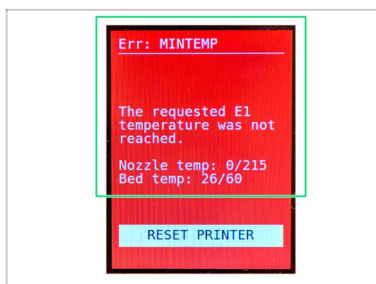 Err: MINTEMP
The requested E1
temperature was not
reached.
Nozzle temp: 0/215
Bed temp: 26/60
RESET PRINTER